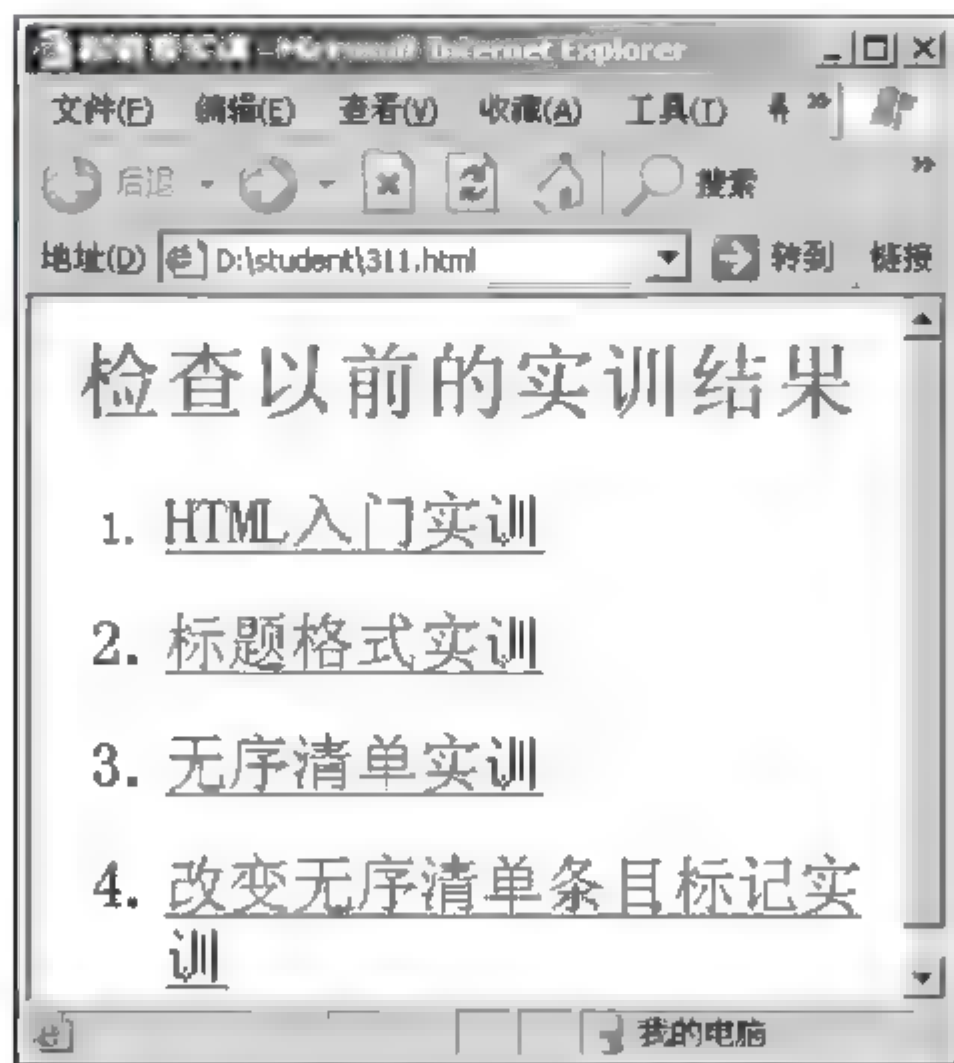 Microsoft Internet Explorer
文件(F) 编辑(E) 查看(V) 收藏(A) 工具(T) »
后退 搜索 »
地址(D) D:\student\311.html 转到 链接
检查以前的实训结果
1. HTML入门实训
2. 标题格式实训
3. 无序清单实训
4. 改变无序清单条目标记实
训
我的电脑